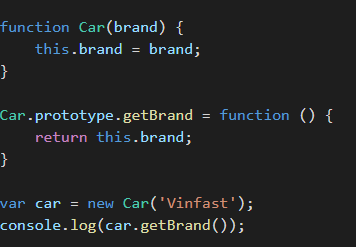 function Car(brand) {
    this.brand = brand;
}
Car.prototype.getBrand = function () {
    return this.brand;
}
var car = new Car('Vinfast');
console.log(car.getBrand());